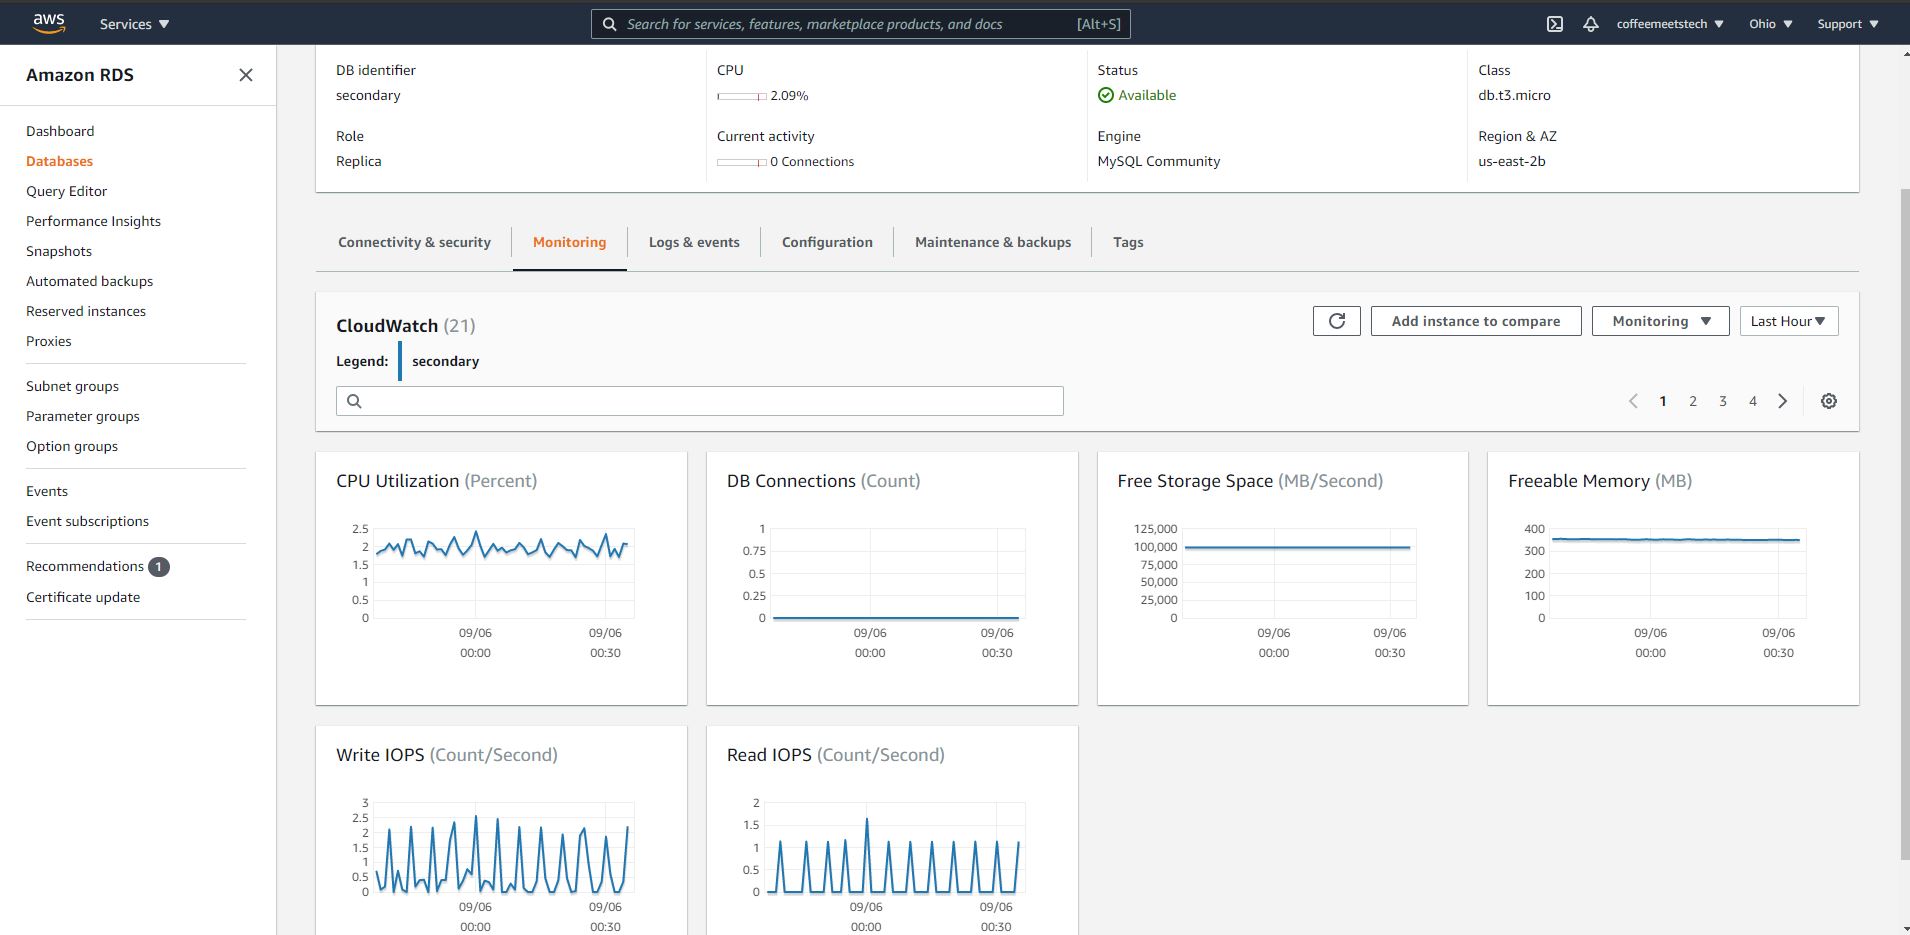 aws Services Search for services, features, marketplace products, and docs [Alt+S] coffeemeetstech Ohio Support
Amazon RDS
Dashboard
Databases
Query Editor
Performance Insights
Snapshots
Automated backups
Reserved instances
Proxies
Subnet groups
Parameter groups
Option groups
Events
Event subscriptions
Recommendations 1
Certificate update
DB identifier CPU Status Class
secondary 2.09% Available db.t3.micro
Role Current activity Engine Region & AZ
Replica 0 Connections MySQL Community us-east-2b
Connectivity & security Monitoring Logs & events Configuration Maintenance & backups Tags
CloudWatch (21) Add instance to compare Monitoring Last Hour
Legend: secondary
1 2 3 4
CPU Utilization (Percent)
2.5
2
1.5
1
0.5
0
09/06 09/06
00:00 00:30
DB Connections (Count)
1
0.75
0.5
0.25
0
09/06 09/06
00:00 00:30
Free Storage Space (MB/Second)
125,000
100,000
75,000
50,000
25,000
0
09/06 09/06
00:00 00:30
Freeable Memory (MB)
400
300
200
100
0
09/06 09/06
00:00 00:30
Write IOPS (Count/Second)
3
2.5
2
1.5
1
0.5
0
09/06 09/06
00:00 00:30
Read IOPS (Count/Second)
2
1.5
1
0.5
0
09/06 09/06
00:00 00:30